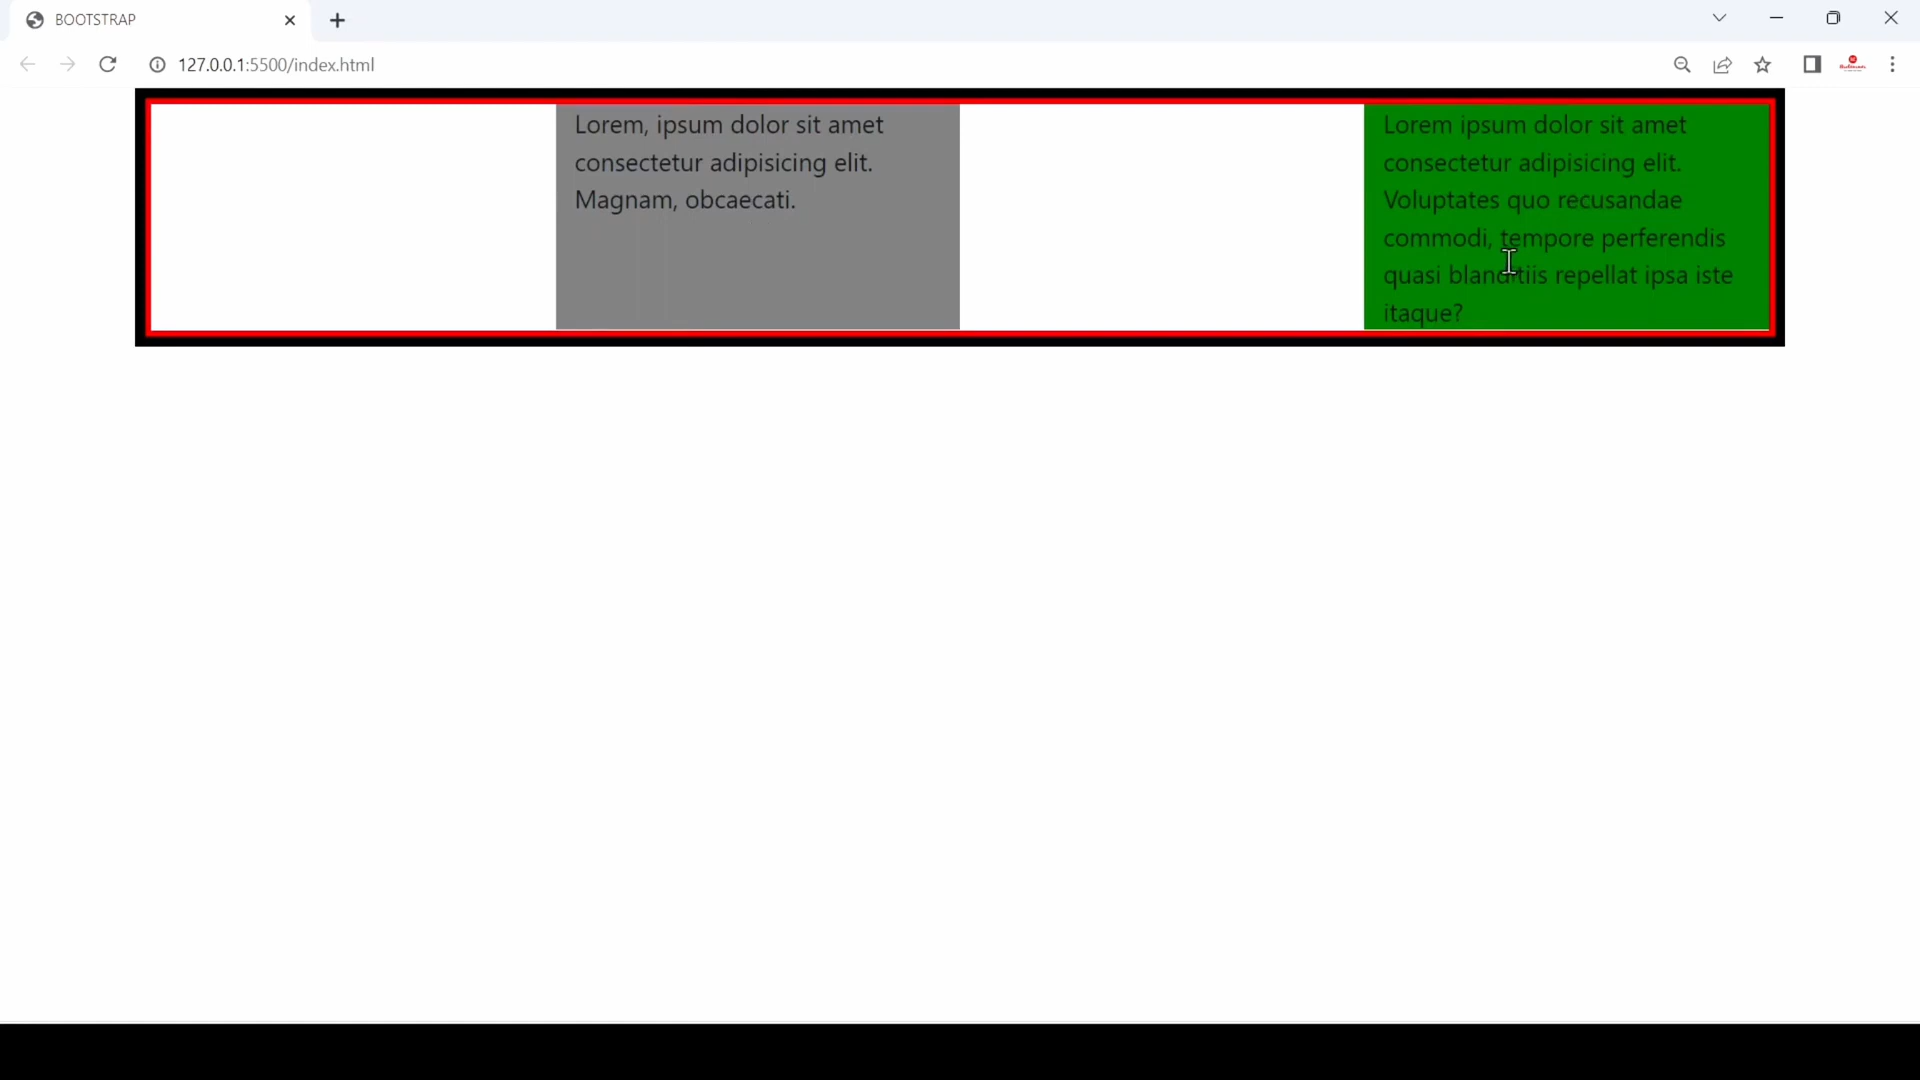 BOOTSTRAP
127.0.0.1:5500/index.html
Lorem, ipsum dolor sit amet
consectetur adipisicing elit.
Magnam, obcaecati.
Lorem ipsum dolor sit amet
consectetur adipisicing elit.
Voluptates quo recusandae
commodi, tempore perferendis
quasi blanditiis repellat ipsa iste
itaque?